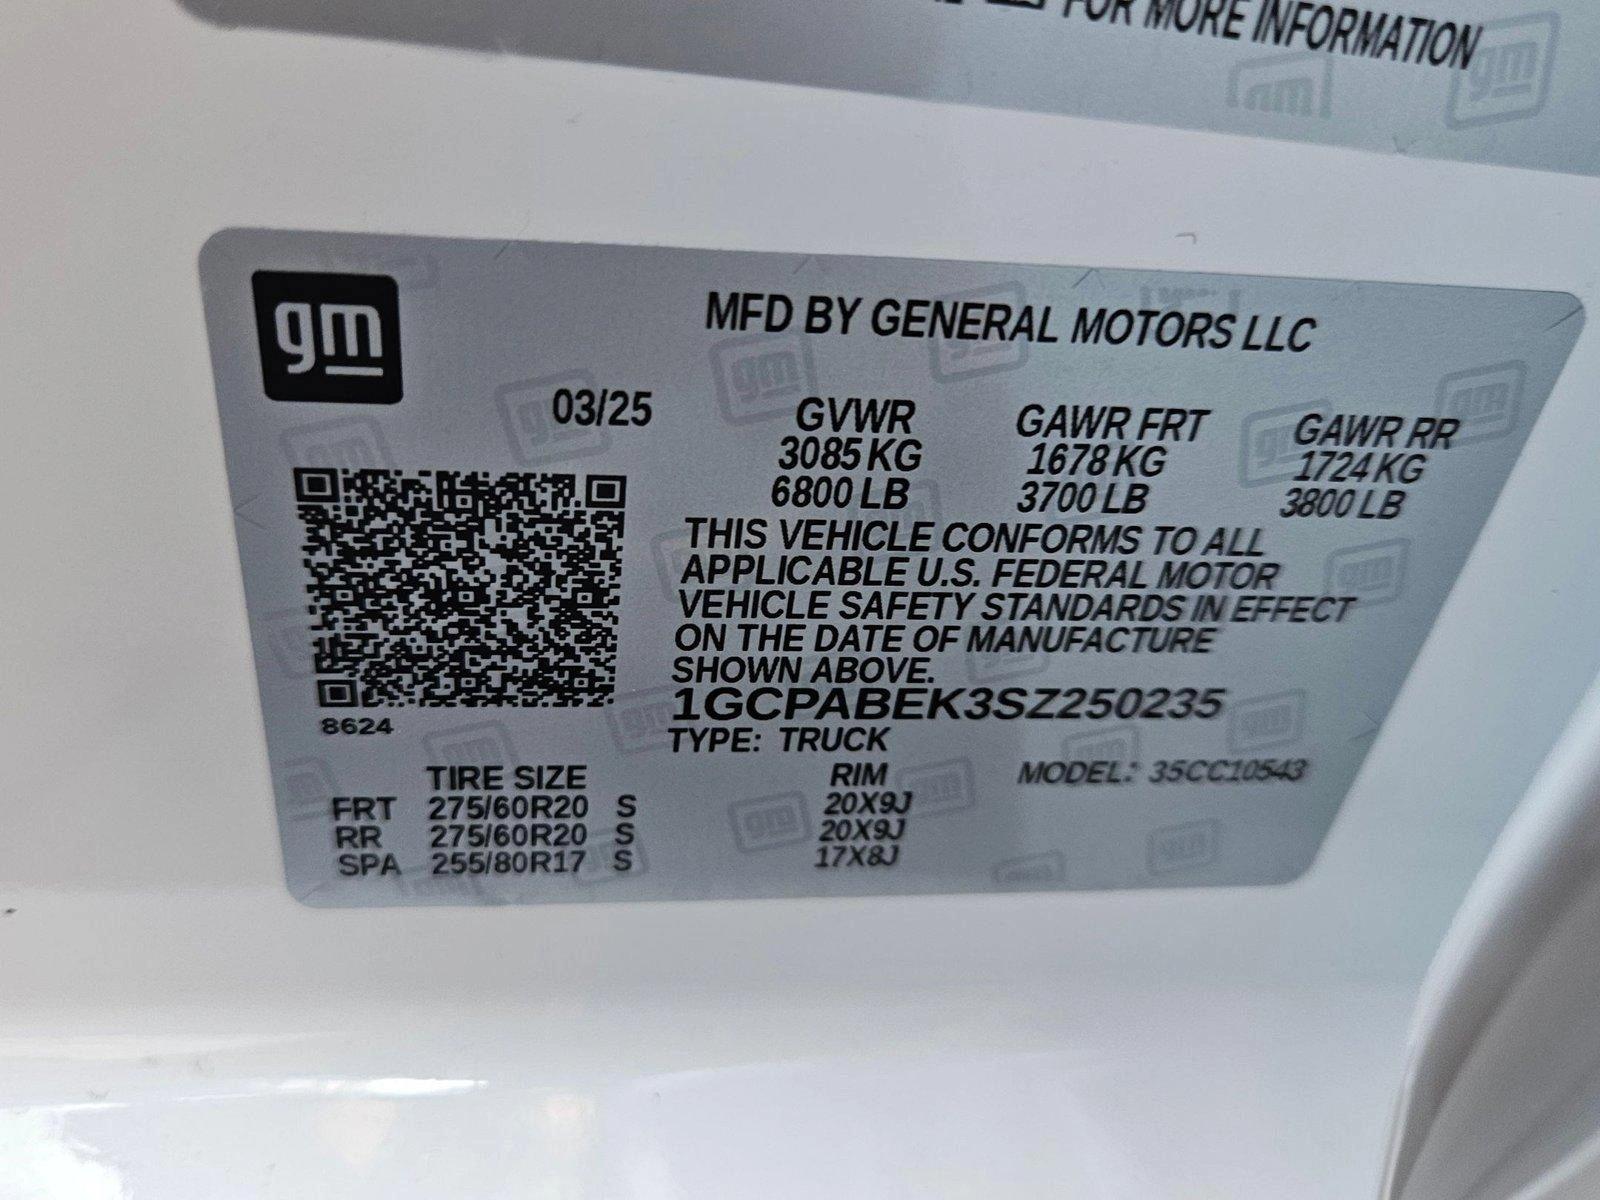 FOR MORE INFORMATION
gm
MFD BY GENERAL MOTORS LLC
03/25 GVWR GAWR FRT GAWR RR
3085 KG 1678 KG 1724 KG
6800 LB 3700 LB 3800 LB
THIS VEHICLE CONFORMS TO ALL
APPLICABLE U.S. FEDERAL MOTOR
VEHICLE SAFETY STANDARDS IN EFFECT
ON THE DATE OF MANUFACTURE
SHOWN ABOVE.
1GCPABEK3SZ250235
8624
TYPE: TRUCK
TIRE SIZE RIM MODEL: 35CC10543
FRT 275/60R20 S 20X9J
RR 275/60R20 S 20X9J
SPA 255/80R17 S 17X8J